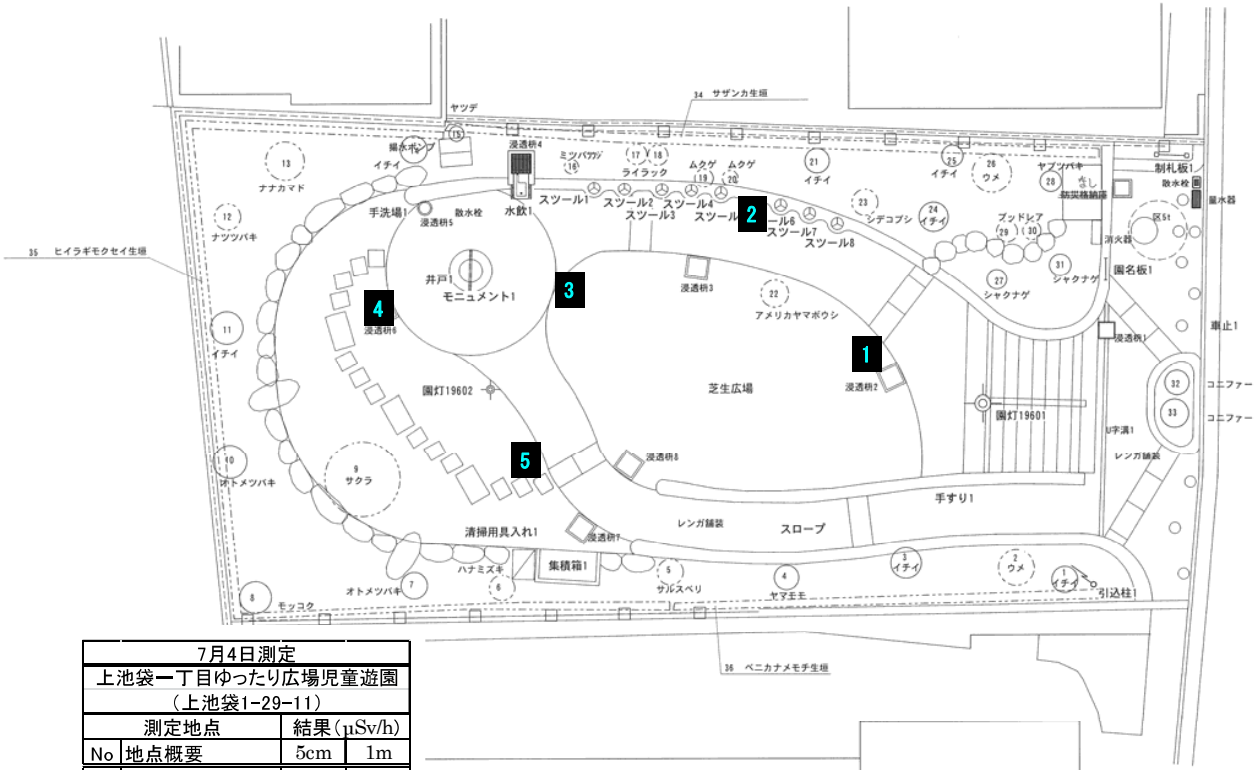 34 サザンカ生垣
ヤツデ
15
揚水ポンプ
14
イチイ
浸透桝4
13
ナナカマド
ミツバツツジ
16
17
18
ライラック
ムクゲ
19
ムクゲ
20
21
イチイ
25
イチイ
26
ウメ
ヤブツバキ
28
なし
防災格納庫
制札板1
散水栓
量水器
手洗場1
浸透桝5
散水栓
水飲1
スツール1
スツール2
スツール3
スツール4
スツール
2
ール6
スツール7
スツール8
23
シデコブシ
24
イチイ
ブッドレア
29
30
区5t
消火器
12
ナツツバキ
35 ヒイラギモクセイ生垣
井戸1
モニュメント1
3
浸透桝3
22
アメリカヤマボウシ
27
シャクナゲ
31
シャクナゲ
園名板1
4
浸透桝6
11
イチイ
車止1
浸透桝1
1
浸透桝2
園灯19602
芝生広場
園灯19601
32
コニファー
33
コニファー
U字溝1
レンガ舗装
5
浸透桝8
10
オトメツバキ
9
サクラ
手すり1
清掃用具入れ1
浸透桝7
レンガ舗装
スロープ
集積箱1
ハナミズキ
6
5
サルスベリ
4
ヤマモモ
3
イチイ
2
ウメ
1
イチイ
引込柱1
オトメツバキ
7
8
モッコク
36 ベニカナメモチ生垣
7月4日測定
上池袋一丁目ゆったり広場児童遊園
（上池袋1-29-11）
測定地点 結果(μSv/h)
No 地点概要 5cm 1m